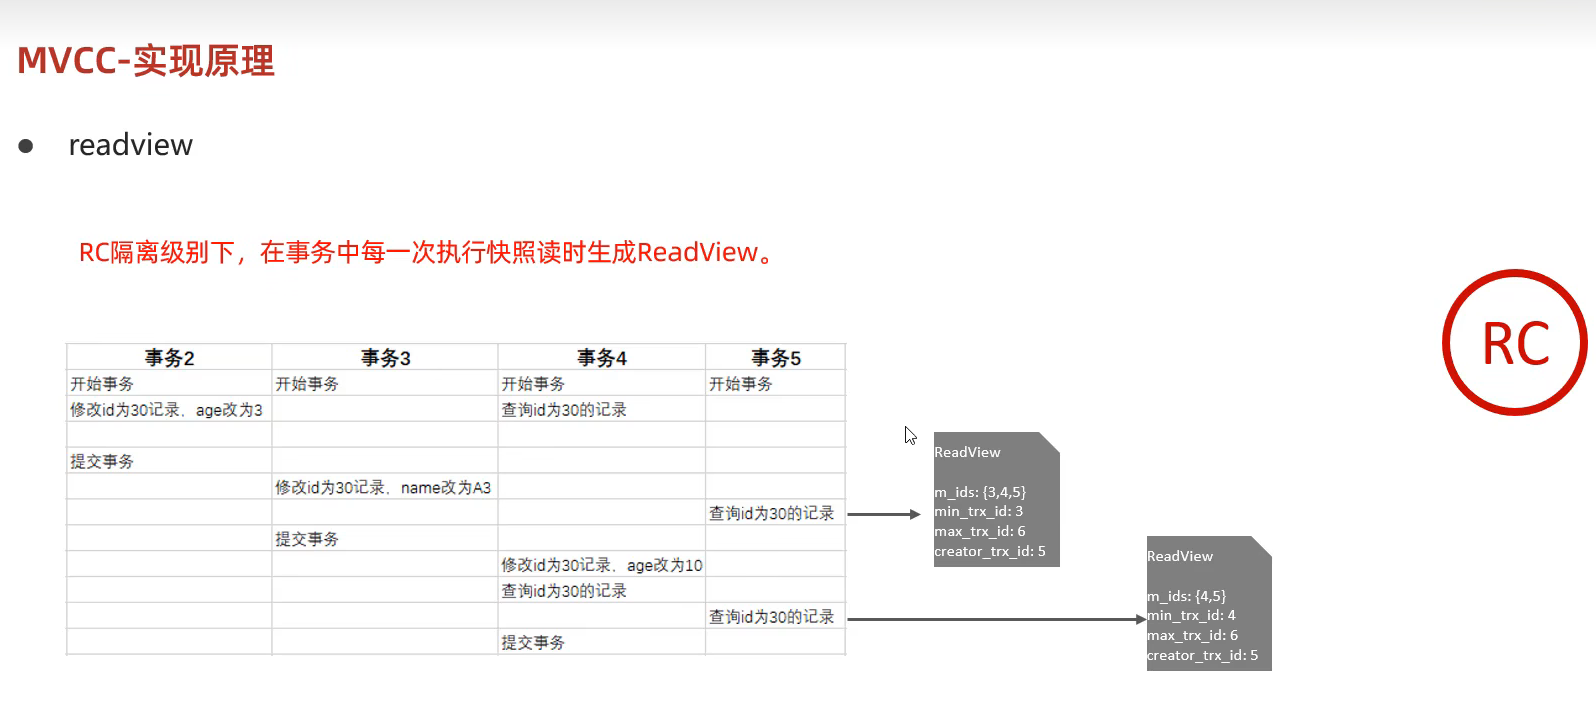 MVCC-实现原理
● readview
RC隔离级别下，在事务中每一次执行快照读时生成ReadView。
RC
事务2 事务3 事务4 事务5
开始事务 开始事务 开始事务 开始事务
修改id为30记录，age改为3 查询id为30的记录
提交事务
修改id为30记录，name改为A3
查询id为30的记录
提交事务
修改id为30记录，age改为10
查询id为30的记录
查询id为30的记录
提交事务
ReadView
m_ids: {3,4,5}
min_trx_id: 3
max_trx_id: 6
creator_trx_id: 5
ReadView
m_ids: {4,5}
min_trx_id: 4
max_trx_id: 6
creator_trx_id: 5